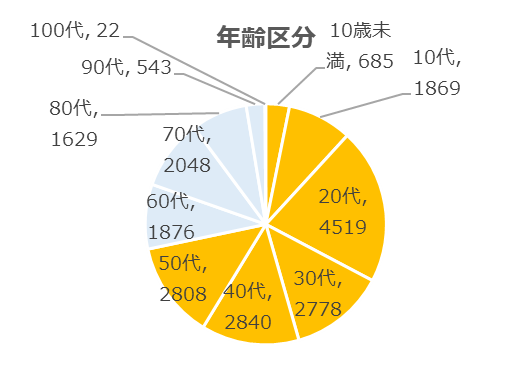 年齢区分
10歳未
満, 685
10代,
1869
20代,
4519
30代,
2778
40代,
2840
50代,
2808
60代,
1876
70代,
2048
80代,
1629
90代, 543
100代, 22